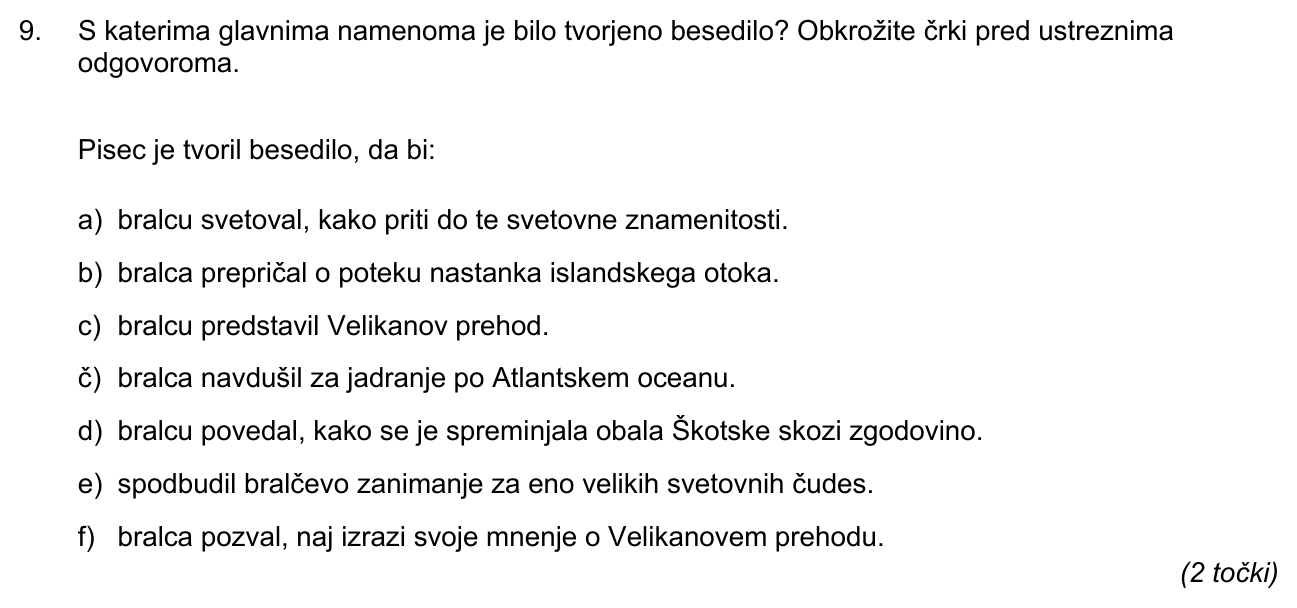 9. S katerima glavnima namenoma je bilo tvorjeno besedilo? Obkrožite črki pred ustreznima
odgovoroma.
Pisec je tvoril besedilo, da bi:
a) bralcu svetoval, kako priti do te svetovne znamenitosti.
b) bralca prepričal o poteku nastanka islandskega otoka.
c) bralcu predstavil Velikanov prehod.
č) bralca navdušil za jadranje po Atlantskem oceanu.
d) bralcu povedal, kako se je spreminjala obala Škotske skozi zgodovino.
e) spodbudil bralčevo zanimanje za eno velikih svetovnih čudes.
f) bralca pozval, naj izrazi svoje mnenje o Velikanovem prehodu.
(2 točki)